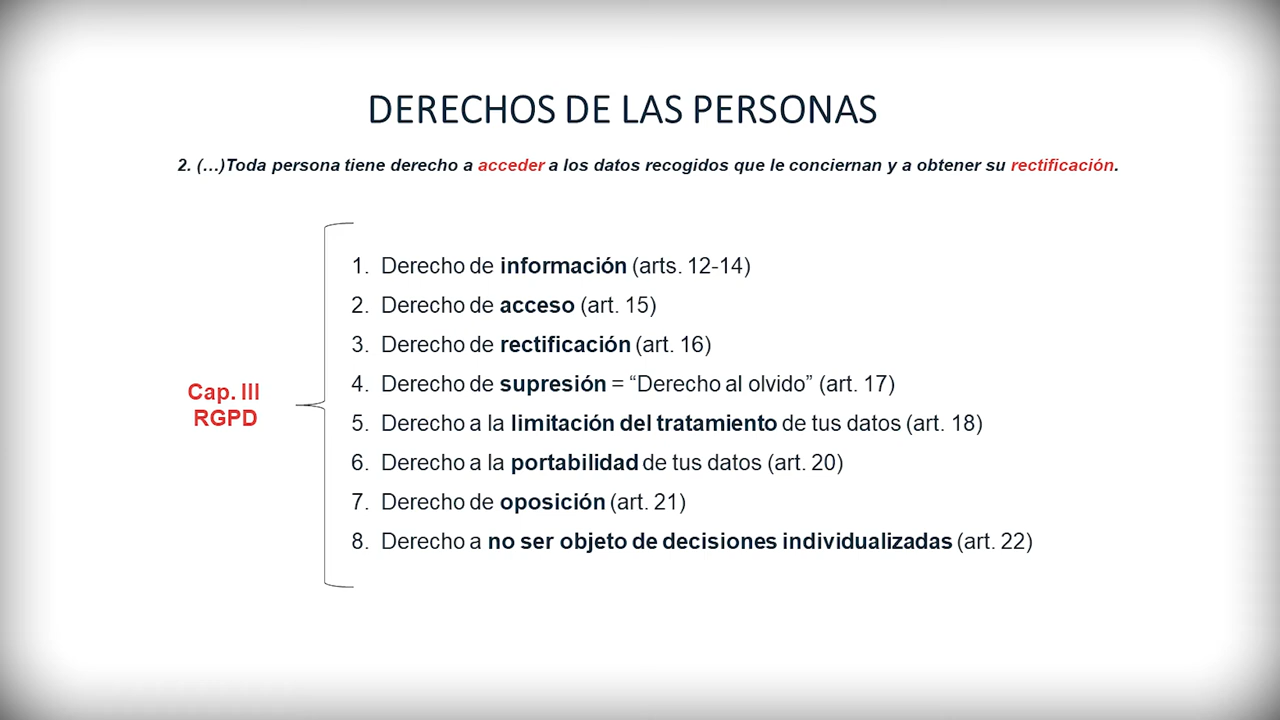 DERECHOS DE LAS PERSONAS
2. (…)Toda persona tiene derecho a acceder a los datos recogidos que le conciernan y a obtener su rectificación.
Cap. III
RGPD
1. Derecho de información (arts. 12-14)
2. Derecho de acceso (art. 15)
3. Derecho de rectificación (art. 16)
4. Derecho de supresión = “Derecho al olvido” (art. 17)
5. Derecho a la limitación del tratamiento de tus datos (art. 18)
6. Derecho a la portabilidad de tus datos (art. 20)
7. Derecho de oposición (art. 21)
8. Derecho a no ser objeto de decisiones individualizadas (art. 22)